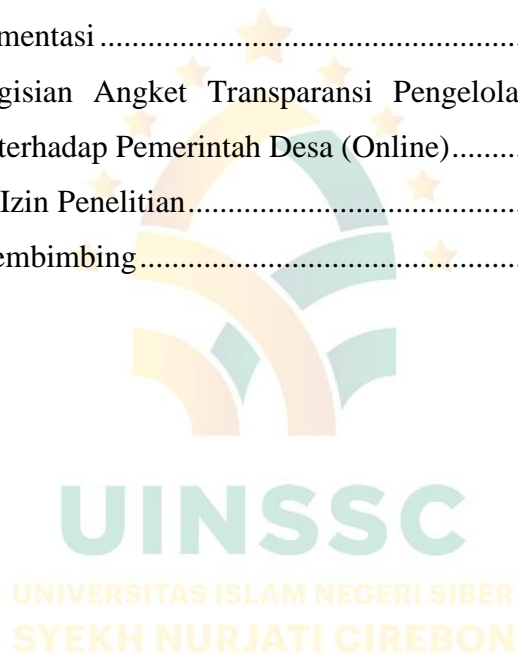 mentasi....................................................
gisian Angket Transparansi Pengelola
terhadap Pemerintah Desa (Online)............
Izin Penelitian................................................
embimbing.......................................................
UINSSC
UNIVERSITAS ISLAM NEGERI SIBER
SYEKH NURJATI CIREBON